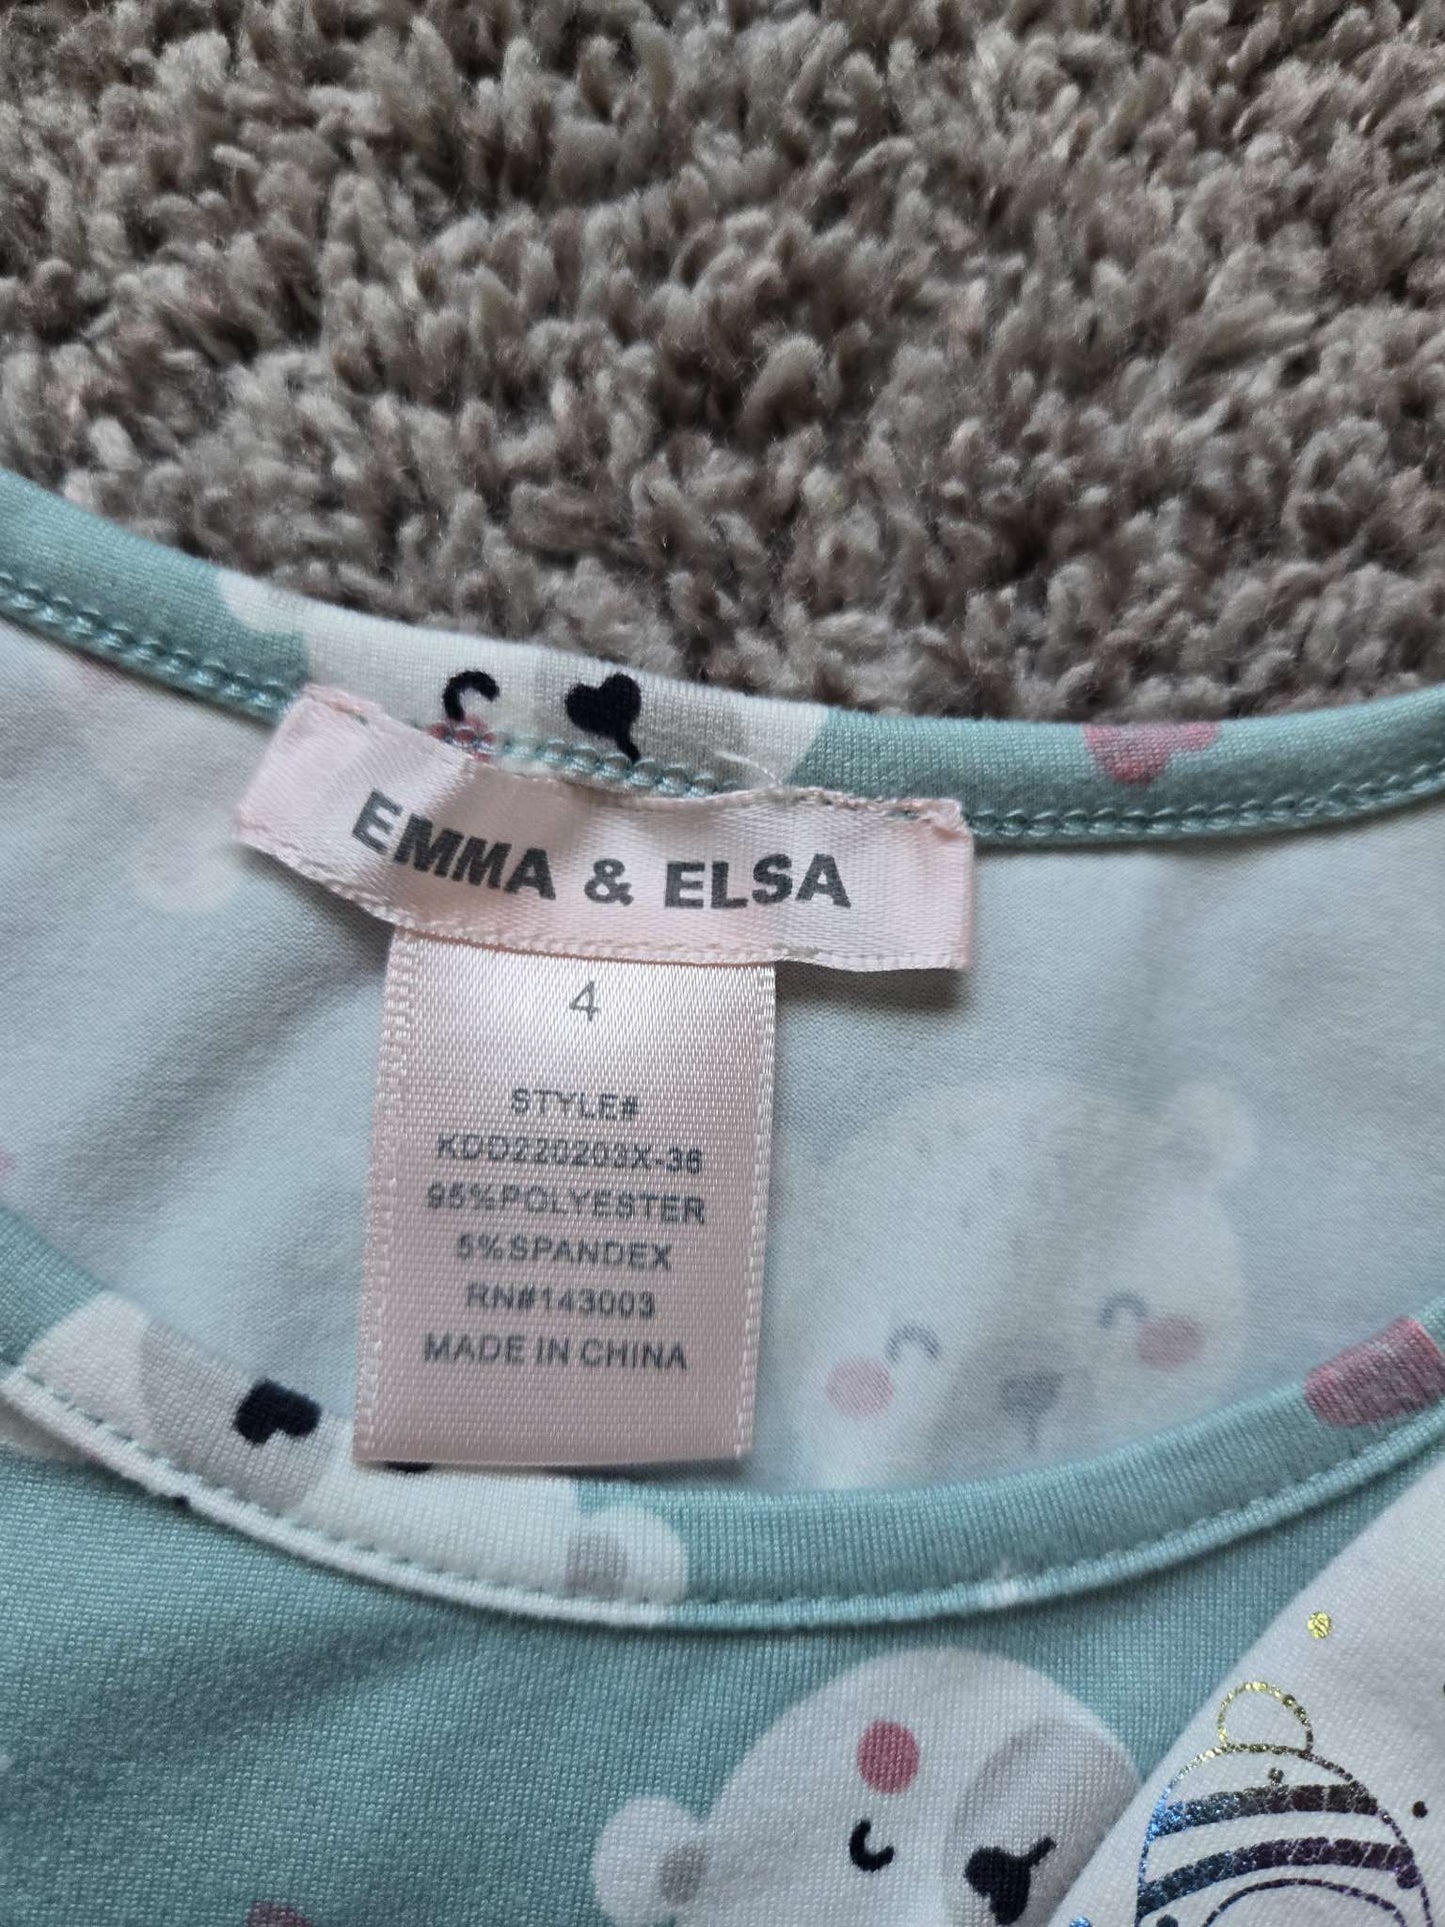 EMMA & ELSA
4
STYLE#
KDD220203X-36
95%POLYESTER
5%SPANDEX
RN#143003
MADE IN CHINA